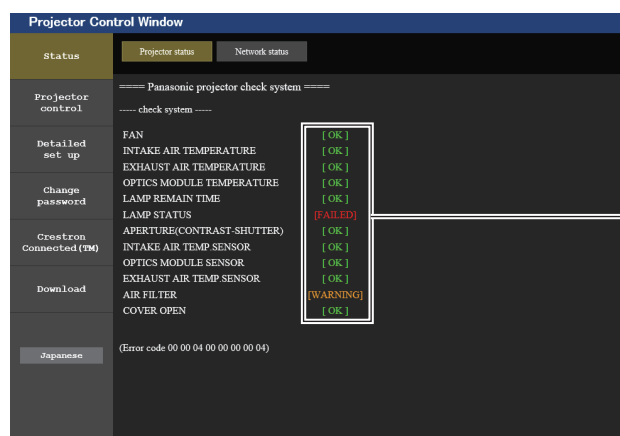 Projector Control Window
Status
Projector status
Network status
Projector
control
Detailed
set up
Change
password
Crestron
Connected(TM)
Download
Japanese
==== Panasonic projector check system ====
----- check system -----
FAN [ OK ]
INTAKE AIR TEMPERATURE [ OK ]
EXHAUST AIR TEMPERATURE [ OK ]
OPTICS MODULE TEMPERATURE [ OK ]
LAMP REMAIN TIME [ OK ]
LAMP STATUS [FAILED]
APERTURE(CONTRAST-SHUTTER) [ OK ]
INTAKE AIR TEMP.SENSOR [ OK ]
OPTICS MODULE SENSOR [ OK ]
EXHAUST AIR TEMP.SENSOR [ OK ]
AIR FILTER [WARNING]
COVER OPEN [ OK ]
(Error code 00 00 04 00 00 00 00 04)